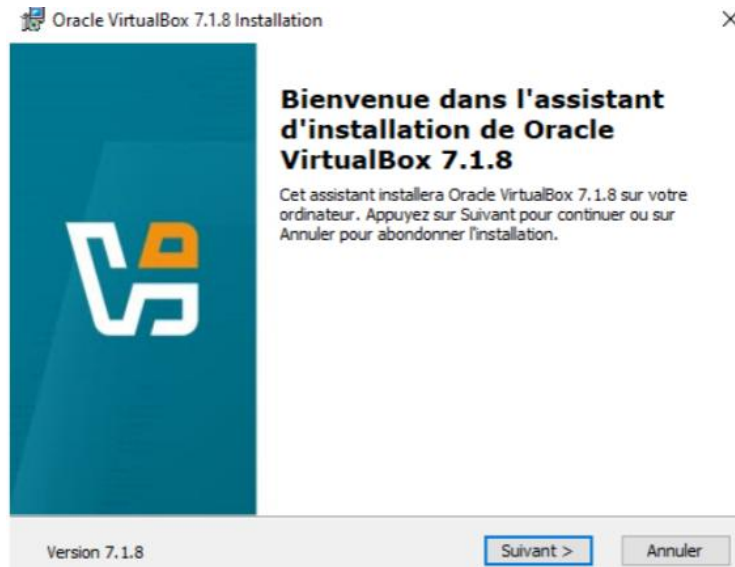 Oracle VirtualBox 7.1.8 Installation
Bienvenue dans l'assistant
d'installation de Oracle
VirtualBox 7.1.8
Cet assistant installera Oracle VirtualBox 7.1.8 sur votre
ordinateur. Appuyez sur Suivant pour continuer ou sur
Annuler pour abondonner l'installation.
Version 7.1.8
Suivant >
Annuler